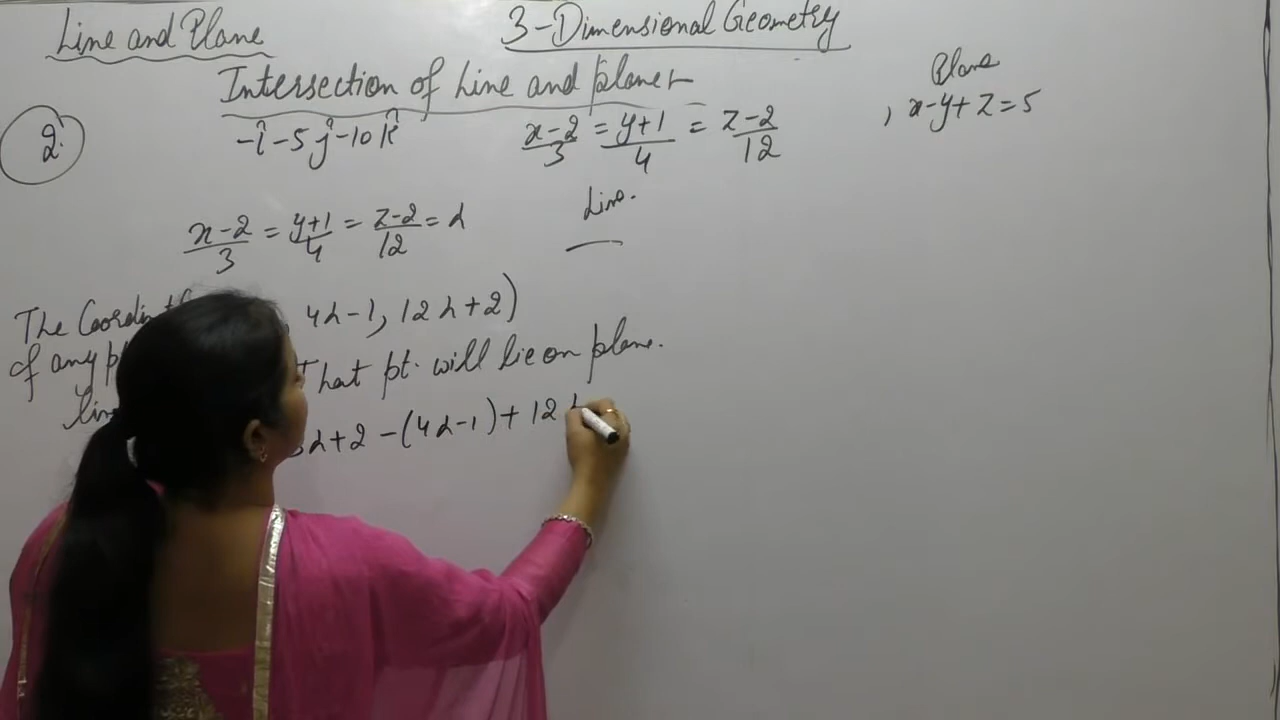 Line and Plane
3-Dimensional Geometry
Intersection of Line and plane
2.
-î-5ĵ-10k̂
x-2/3 = y+1/4 = z-2/12
Plane
, x-y+z=5
Line.
x-2/3 = y+1/4 = z-2/12 = λ
The
, 4λ-1, 12λ+2)
of any
That pt. will lie on plane.
λ+2 -(4λ-1)+12